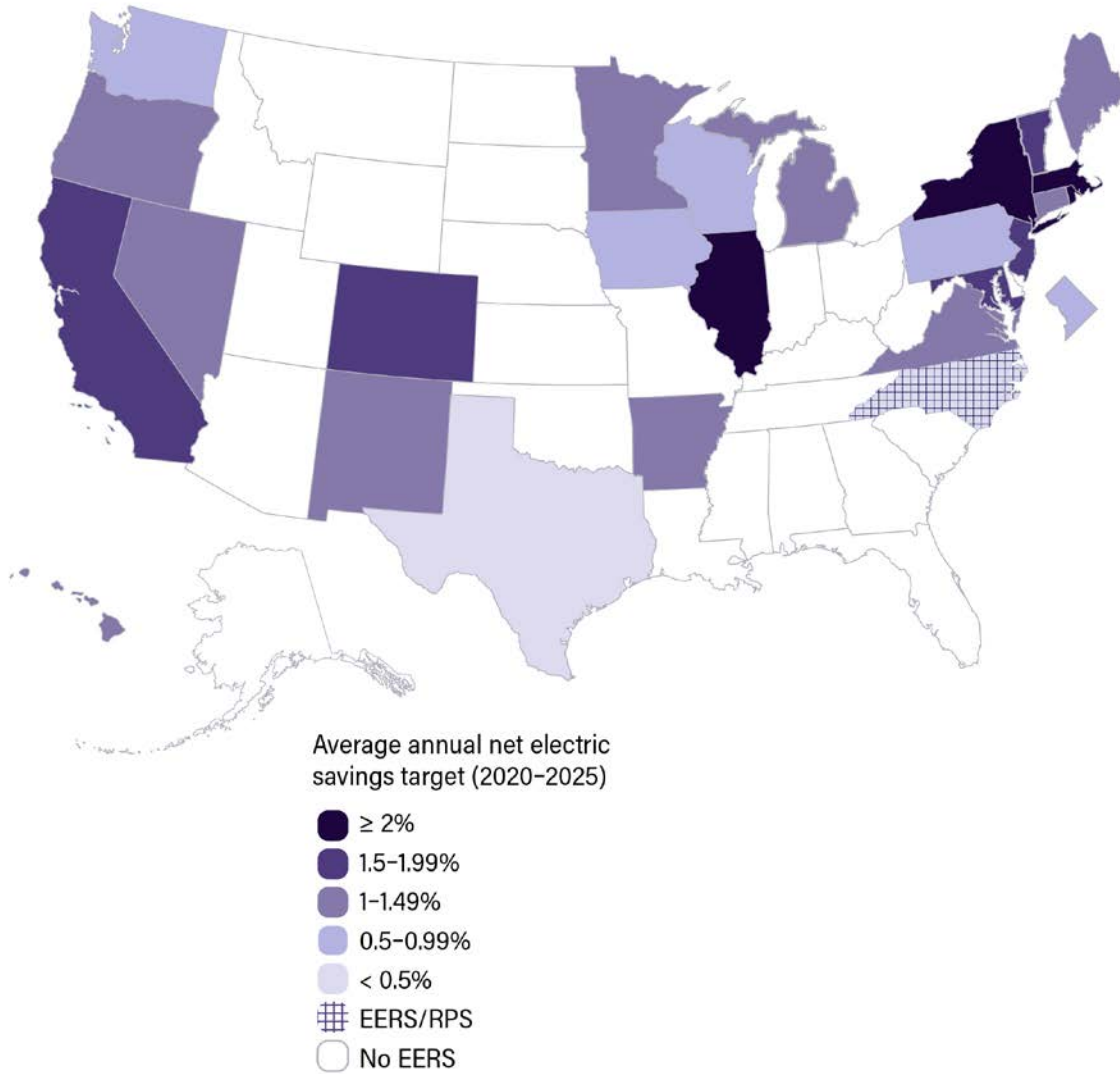 Average annual net electric
savings target (2020–2025)
≥ 2%
1.5–1.99%
1–1.49%
0.5–0.99%
< 0.5%
EERS/RPS
No EERS